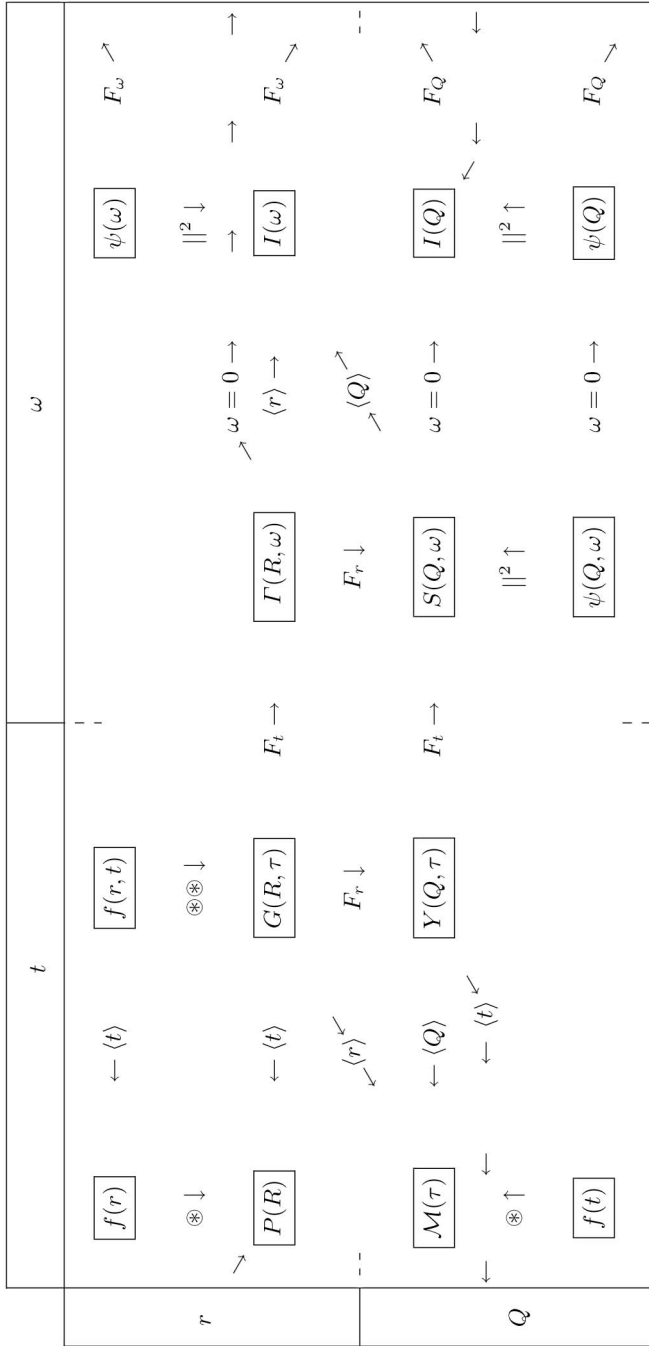 t ω
f(r) ← ⟨t⟩ f(r, t) ψ(ω) F_ω ↗
⊛ ↓ ⊛⊛ ↓ ||² ↓
↗ ω = 0 → → → →
r ↘ P(R) ← ⟨t⟩ G(R, τ) F_t → Γ(R, ω) ⟨r⟩ → I(ω) F_ω ↘
↙ ⟨r⟩ ↙ F_r ↓ F_r ↓ ↗ ⟨Q⟩ ↗
M(τ) ← ⟨Q⟩ Y(Q, τ) F_t → S(Q, ω) ω = 0 → I(Q) F_Q ↗
← ← ← ⟨t⟩ ↙ ↖ ← ←
Q ⊛ ↑ ||² ↑ ||² ↑
f(t) ψ(Q, ω) ω = 0 → ψ(Q) F_Q ↘